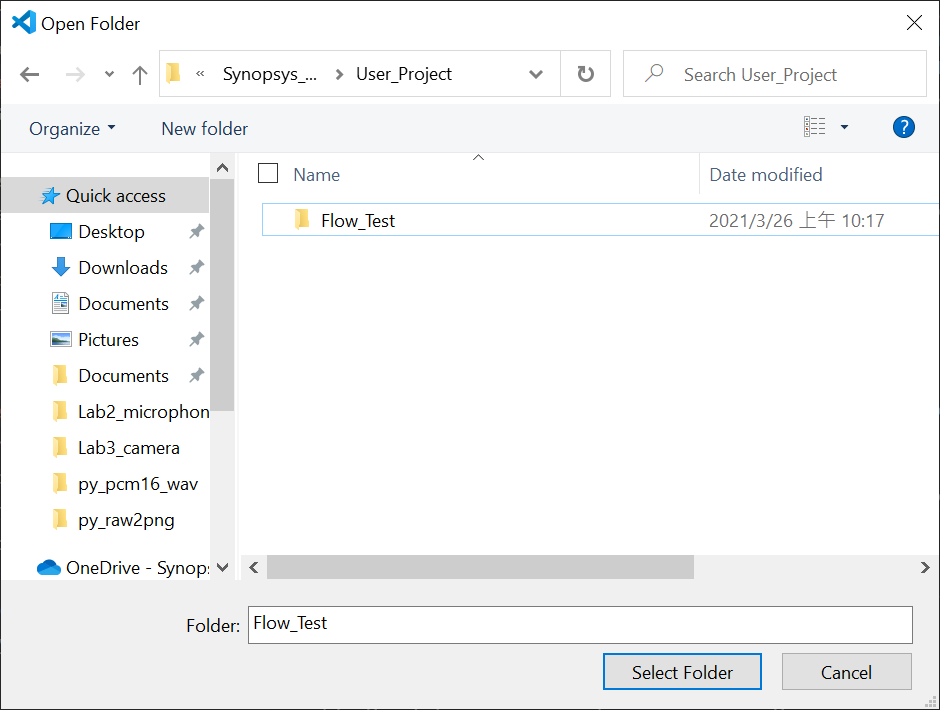 Open Folder
« Synopsys_... > User_Project
Search User_Project
Organize
New folder
?
Name
Date modified
Quick access
Flow_Test
2021/3/26 上午 10:17
Desktop
Downloads
Documents
Pictures
Documents
Lab2_microphon
Lab3_camera
py_pcm16_wav
py_raw2png
OneDrive - Synop
Folder:
Flow_Test
Select Folder
Cancel